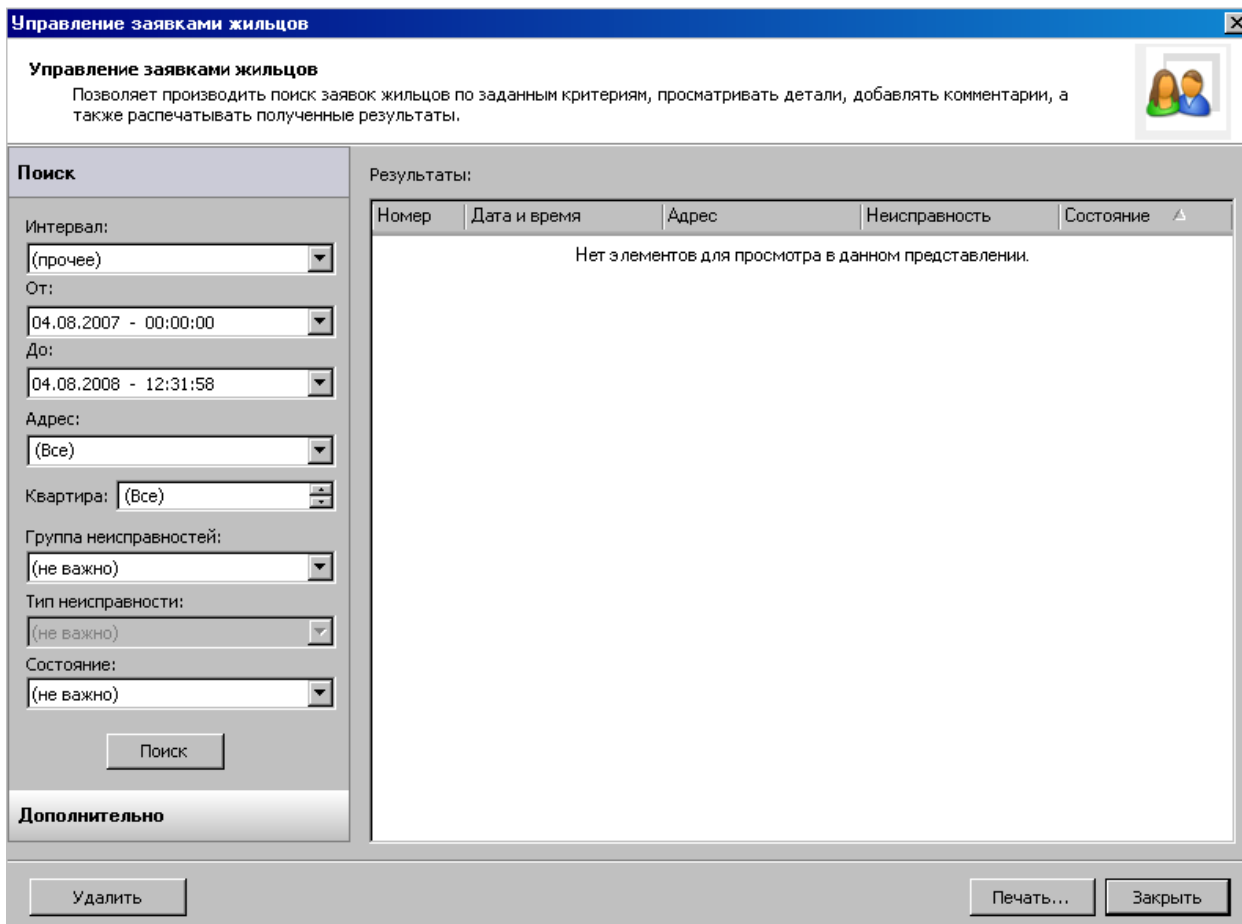 Управление заявками жильцов
Управление заявками жильцов
Позволяет производить поиск заявок жильцов по заданным критериям, просматривать детали, добавлять комментарии, а
также распечатывать полученные результаты.
Поиск
Интервал:
(прочее)
От:
04.08.2007 - 00:00:00
До:
04.08.2008 - 12:31:58
Адрес:
(Все)
Квартира: (Все)
Группа неисправностей:
(не важно)
Тип неисправности:
(не важно)
Состояние:
(не важно)
Поиск
Дополнительно
Результаты:
Номер Дата и время Адрес Неисправность Состояние
Нет элементов для просмотра в данном представлении.
Удалить Печать... Закрыть